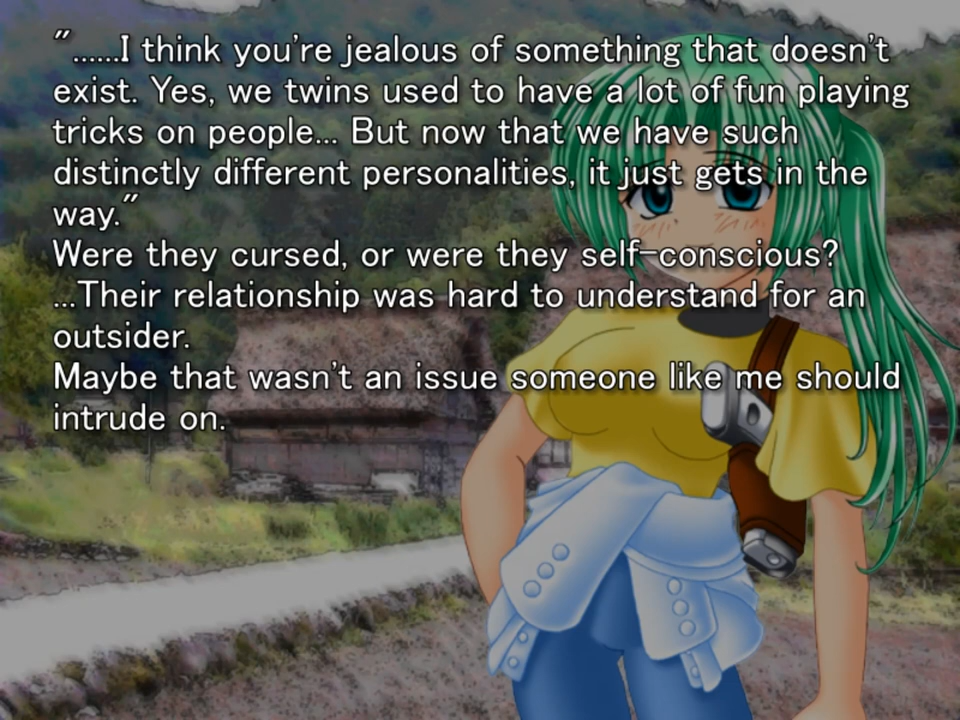 "......I think you're jealous of something that doesn't
exist. Yes, we twins used to have a lot of fun playing
tricks on people... But now that we have such
distinctly different personalities, it just gets in the
way."
Were they cursed, or were they self-conscious?
...Their relationship was hard to understand for an
outsider.
Maybe that wasn't an issue someone like me should
intrude on.